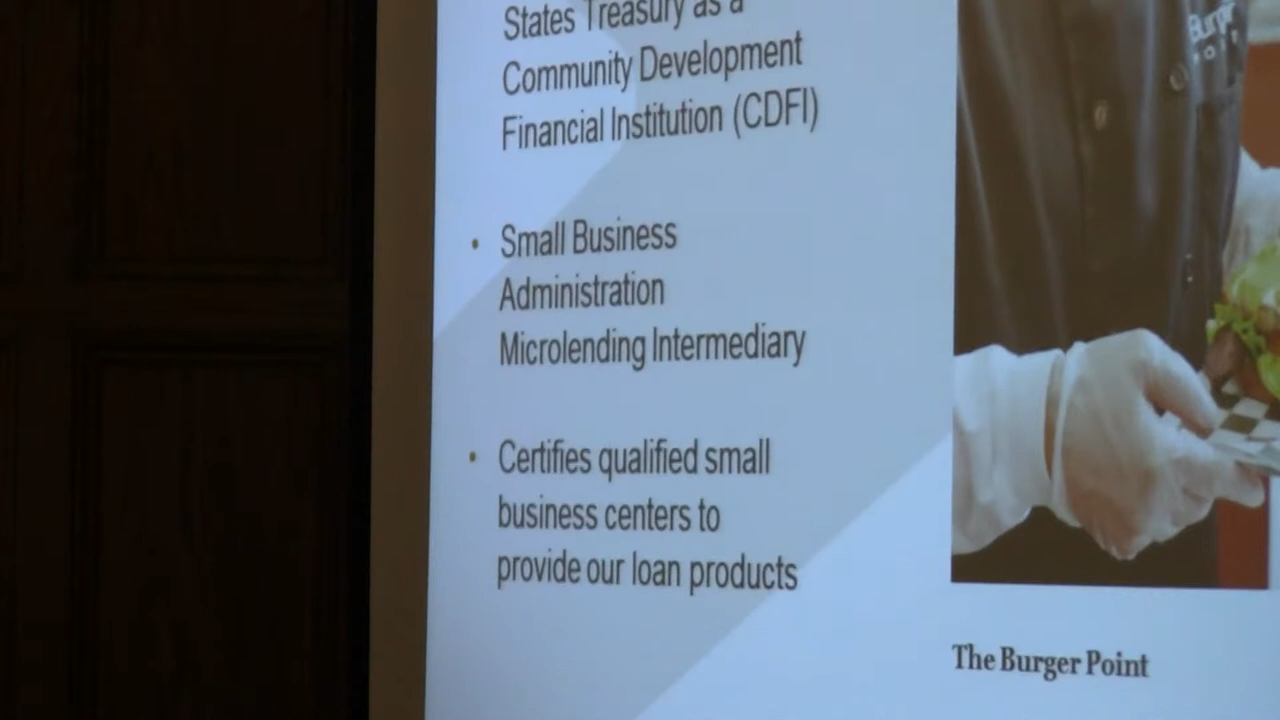 States Treasury as a
Community Development
Financial Institution (CDFI)
• Small Business
Administration
Microlending Intermediary
• Certifies qualified small
business centers to
provide our loan products
Burger
The Burger Point